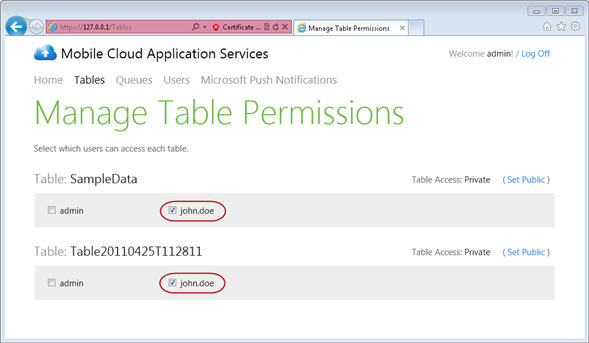 https://127.0.0.1/Tables
Certificate ...
Manage Table Permissions
Mobile Cloud Application Services
Welcome admin! / Log Off
Home Tables Queues Users Microsoft Push Notifications
Manage Table Permissions
Select which users can access each table.
Table: SampleData Table Access: Private ( Set Public )
admin john.doe
Table: Table20110425T112811 Table Access: Private ( Set Public )
admin john.doe